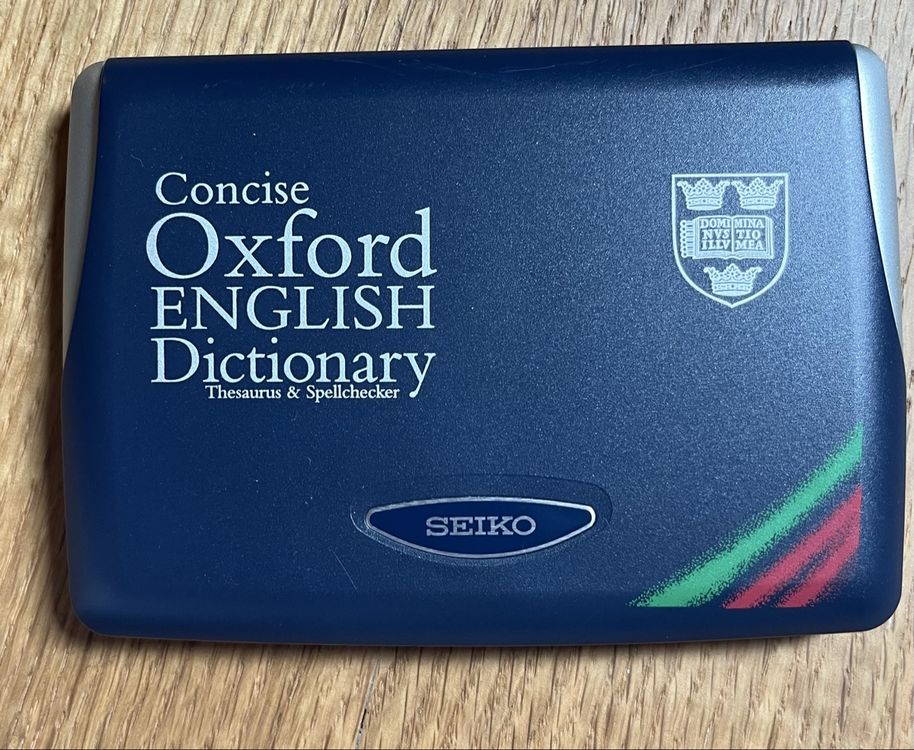 Concise
Oxford
ENGLISH
Dictionary
Thesaurus & Spellchecker
DOMI MINA
NVS TIO
ILLV MEA
SEIKO